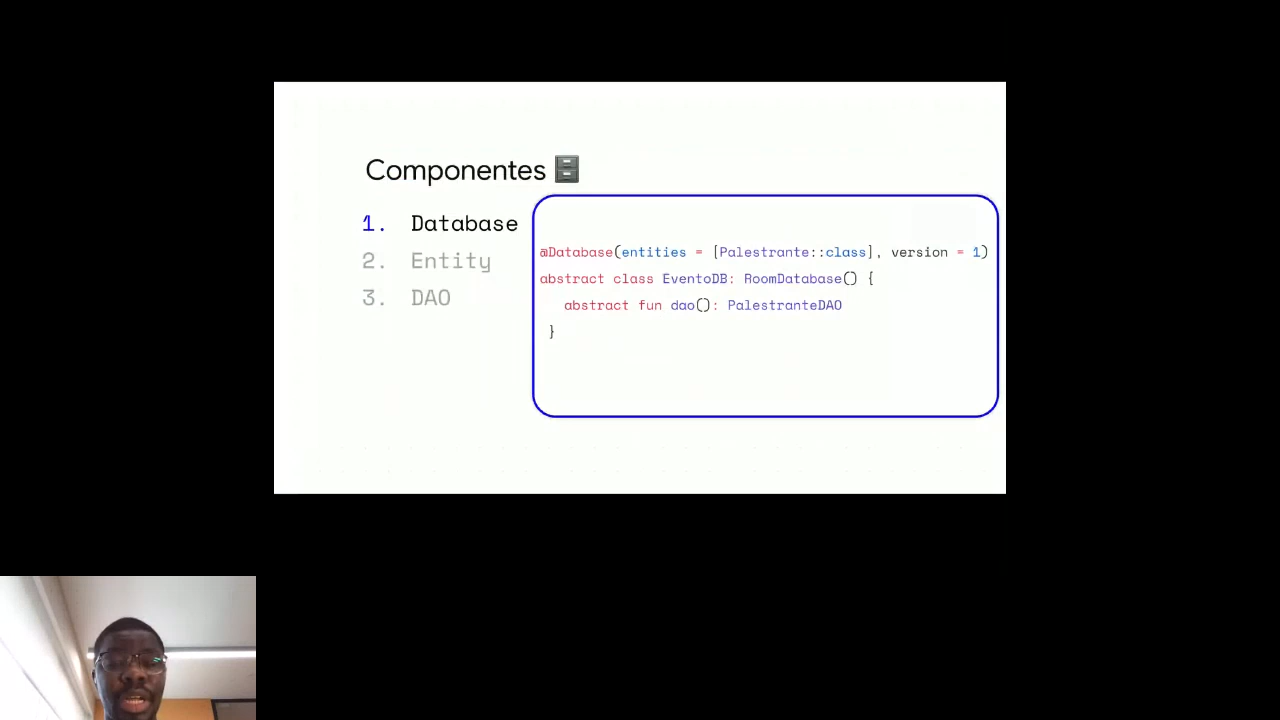 Componentes
1. Database
2. Entity
3. DAO
@Database(entities = [Palestrante::class], version = 1)
abstract class EventoDB: RoomDatabase() {
abstract fun dao(): PalestranteDAO
}